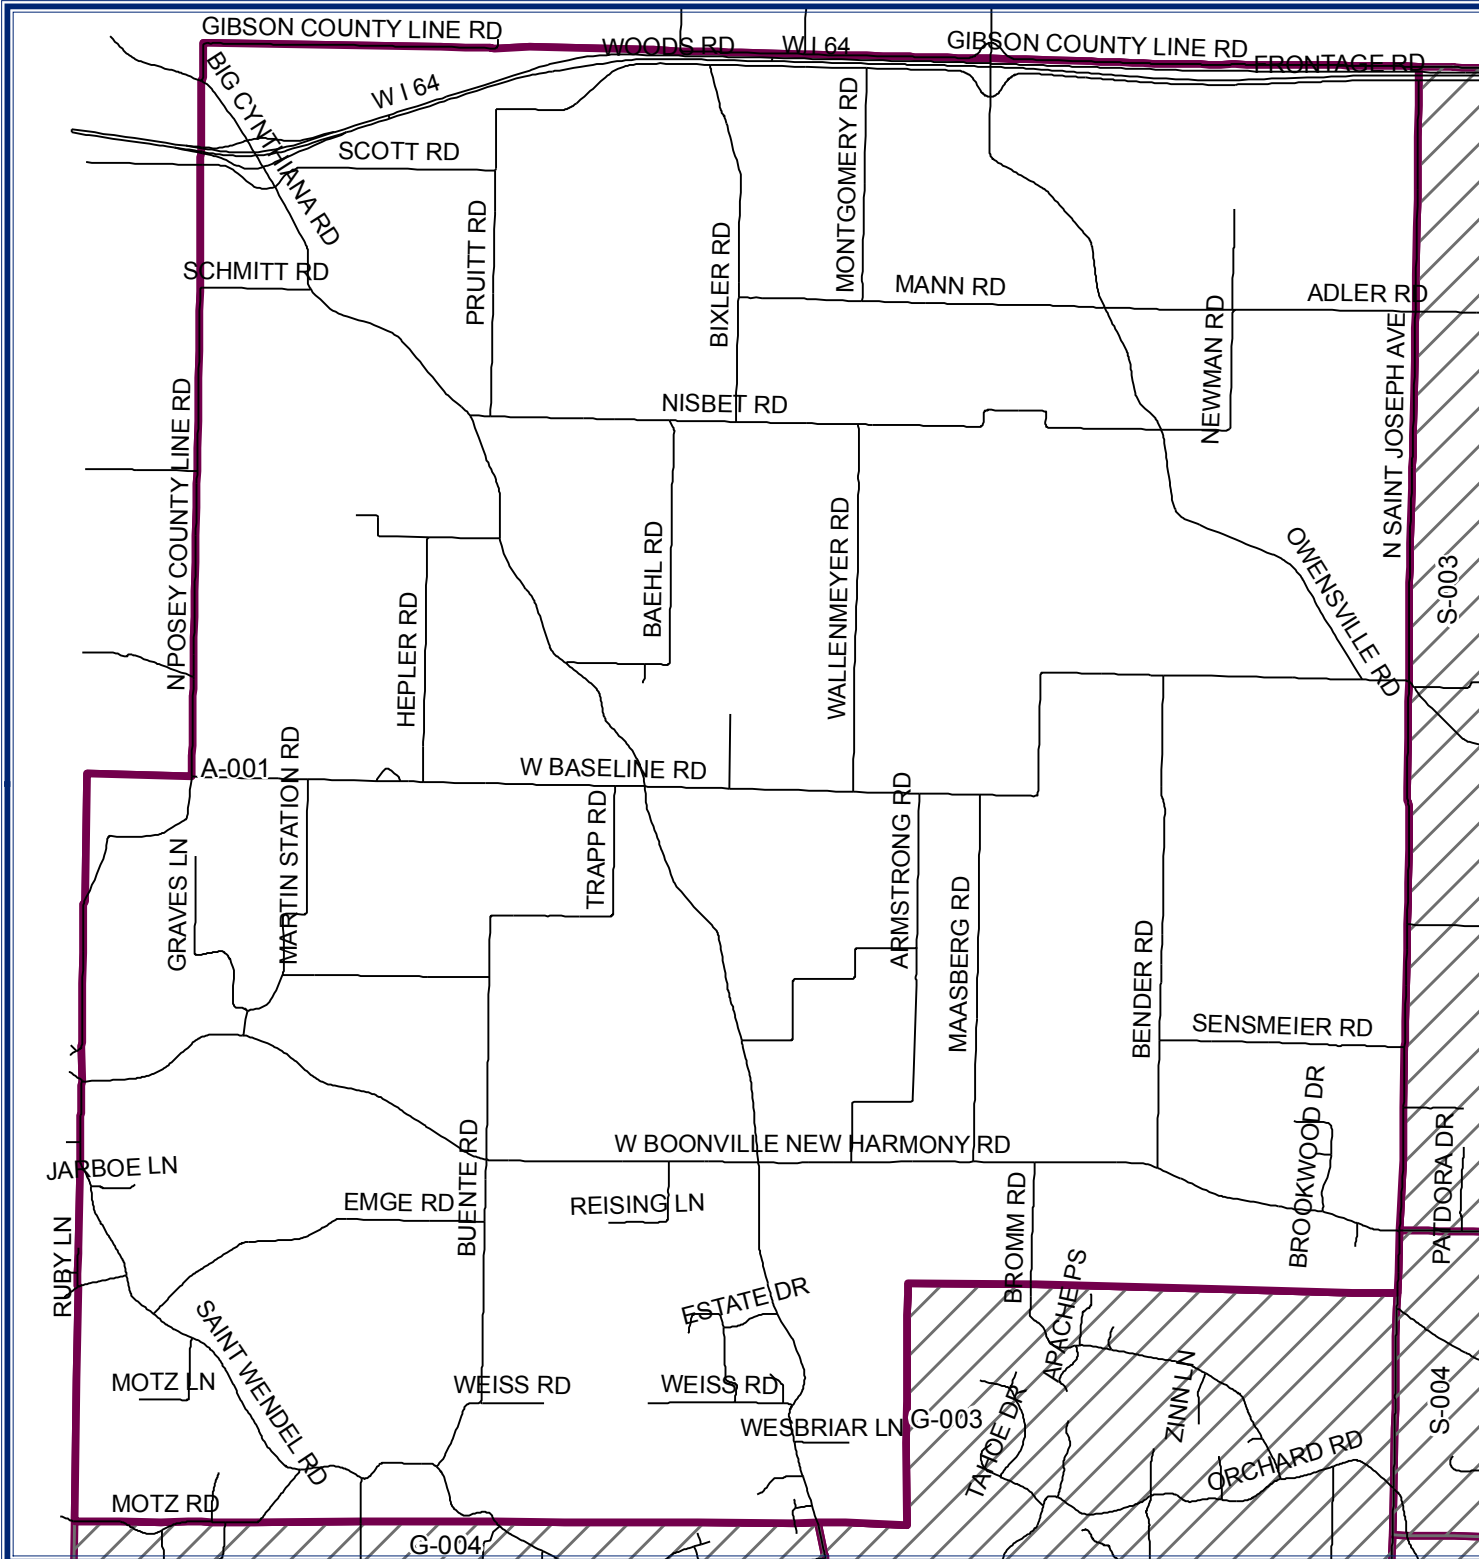 GIBSON COUNTY LINE RD
WOODS RD
W I 64
GIBSON COUNTY LINE RD
FRONTAGE RD
BIG CYNTHIANA RD
W I 64
SCOTT RD
MONTGOMERY RD
PRUITT RD
BIXLER RD
SCHMITT RD
MANN RD
ADLER RD
NEWMAN RD
N SAINT JOSEPH AVE
N POSEY COUNTY LINE RD
NISBET RD
BAEHL RD
WALLENMEYER RD
OWENSVILLE RD
S-003
HEPLER RD
A-001
MARTIN STATION RD
W BASELINE RD
TRAPP RD
ARMSTRONG RD
GRAVES LN
MAASBERG RD
BENDER RD
SENSMEIER RD
BROOKWOOD DR
PATDORA DR
W BOONVILLE NEW HARMONY RD
JARBOE LN
BUENTE RD
EMGE RD
REISING LN
BROMM RD
RUBY LN
APACHE PS
ESTATE DR
SAINT WENDEL RD
MOTZ LN
WEISS RD
WEISS RD
ZINN LN
TAHOE DR
WESBRIAR LN
G-003
S-004
ORCHARD RD
MOTZ RD
G-004